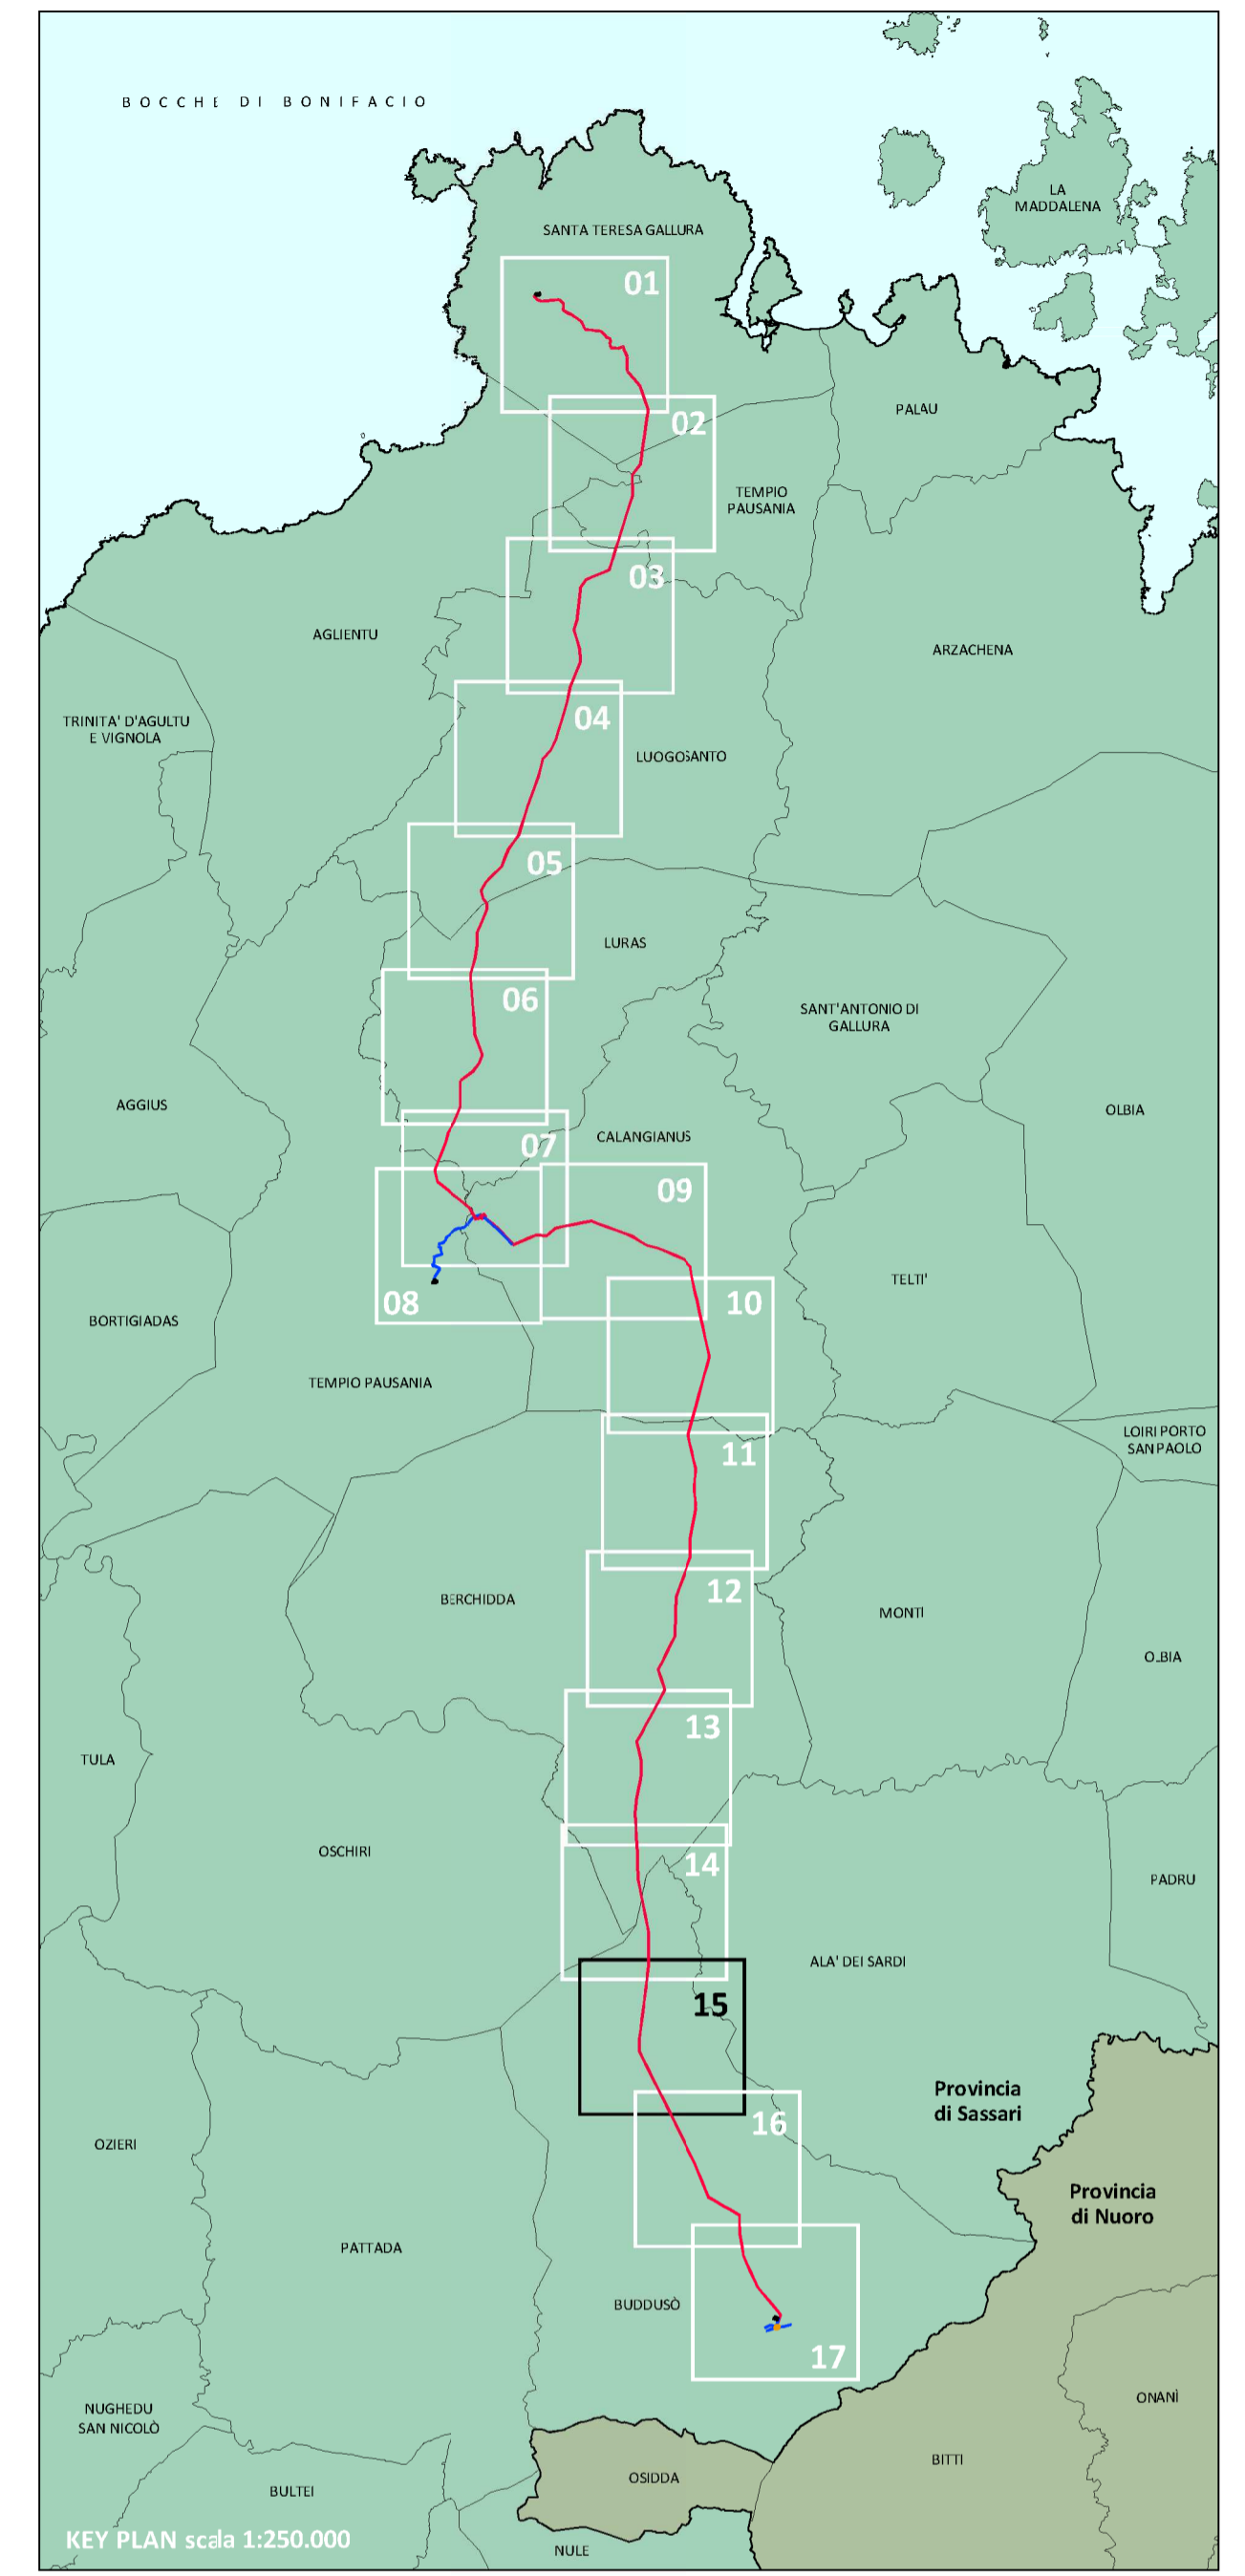 BOCCHE DI BONIFACIO
LA
MADDALENA
SANTA TERESA GALLURA
01
PALAU
02
TEMPIO
PAUSANIA
03
AGLIENTU
ARZACHENA
04
TRINITA' D'AGULTU
E VIGNOLA
LUOGOSANTO
05
LURAS
06
SANT'ANTONIO DI
GALLURA
AGGIUS
OLBIA
CALANGIANUS
07
09
TELTI'
08
10
BORTIGIADAS
TEMPIO PAUSANIA
LOIRI PORTO
SAN PAOLO
11
12
BERCHIDDA
MONTI
OLBIA
13
TULA
OSCHIRI
14
PADRU
ALA' DEI SARDI
15
Provincia
di Sassari
16
OZIERI
Provincia
di Nuoro
PATTADA
BUDDUSÒ
17
ONANÌ
NUGHEDU
SAN NICOLÒ
BITTI
OSIDDA
BULTEI
KEY PLAN scala 1:250.000
NULE